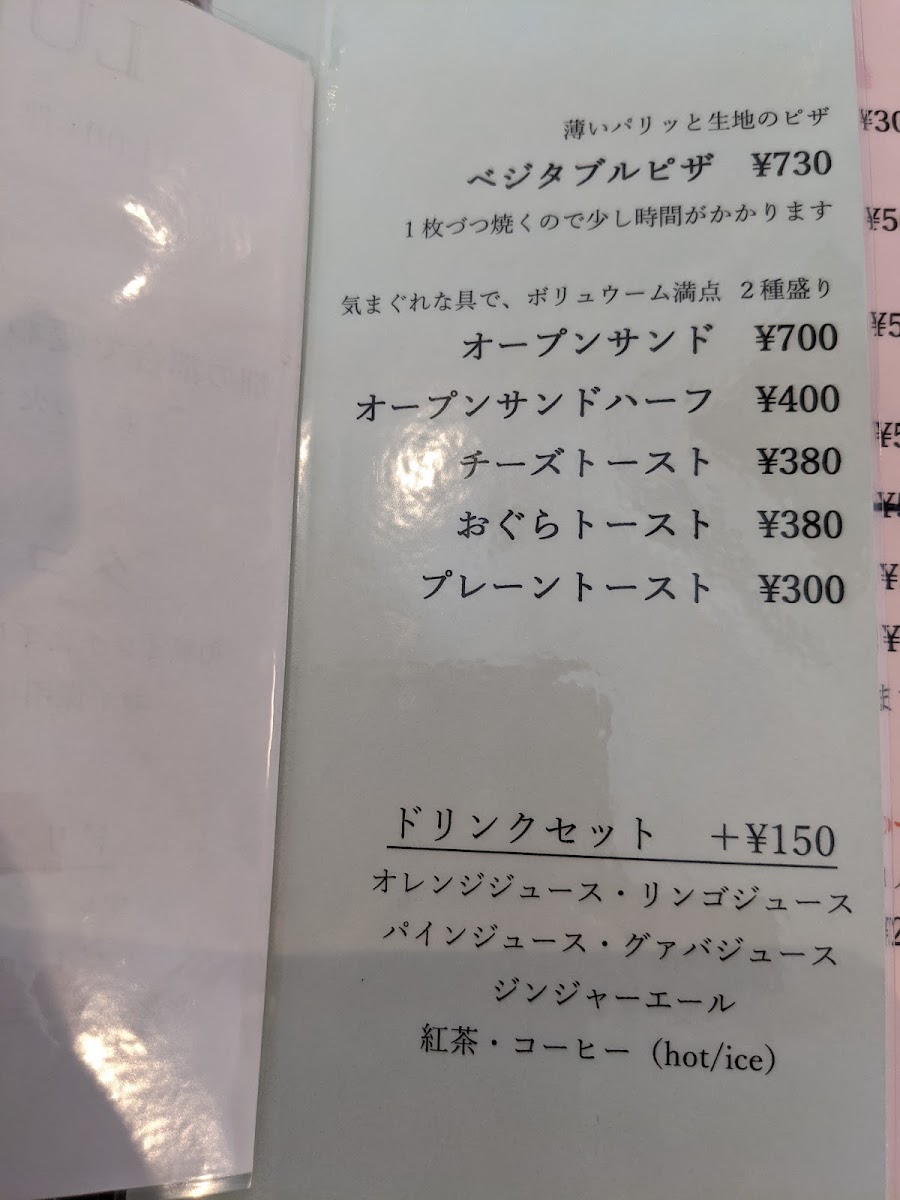 薄いパリッと生地のピザ
ベジタブルピザ ¥730
1枚づつ焼くので少し時間がかかります
気まぐれな具で、ボリュウーム満点 2種盛り
オープンサンド ¥700
オープンサンドハーフ ¥400
チーズトースト ¥380
おぐらトースト ¥380
プレーントースト ¥300
ドリンクセット +¥150
オレンジジュース・リンゴジュース
パインジュース・グァバジュース
ジンジャーエール
紅茶・コーヒー (hot/ice)